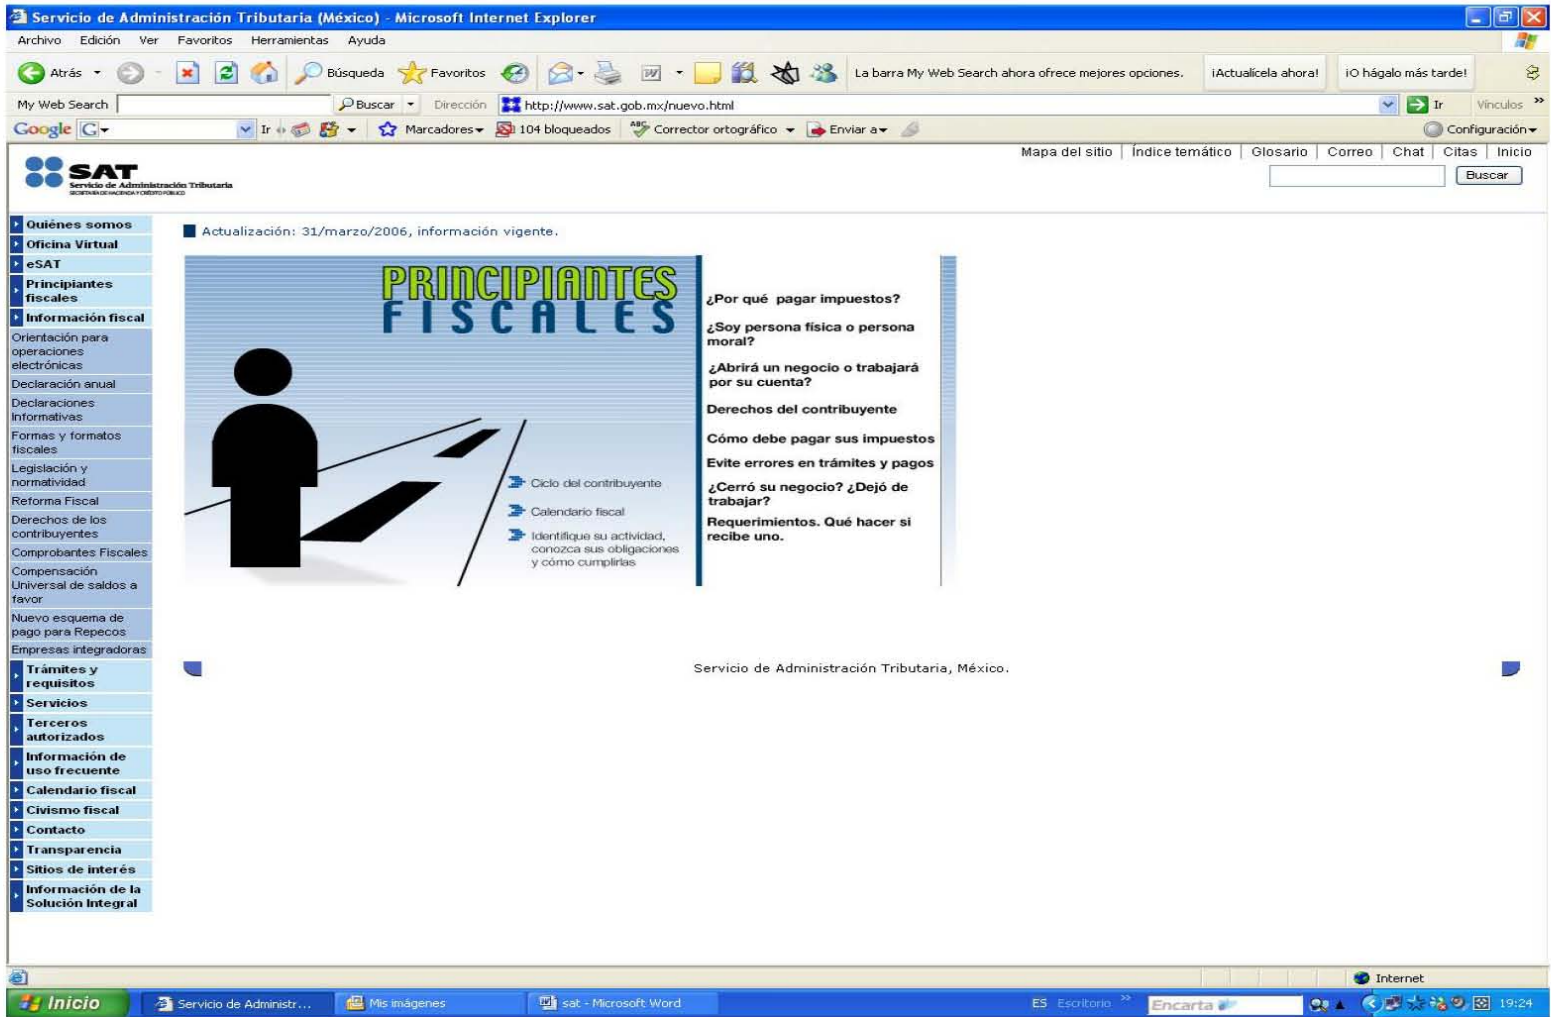 Servicio de Administración Tributaria (México) - Microsoft Internet Explorer
Archivo Edición Ver Favoritos Herramientas Ayuda
Atrás Búsqueda Favoritos La barra My Web Search ahora ofrece mejores opciones. ¡Actualícela ahora! ¡O hágalo más tarde!
My Web Search Buscar Dirección http://www.sat.gob.mx/nuevo.html Ir Vínculos »
Google G Ir Marcadores 104 bloqueados ABC Corrector ortográfico Enviar a Configuración
Mapa del sitio | Índice temático | Glosario | Correo | Chat | Citas | Inicio
Buscar
SAT
Servicio de Administración Tributaria
SECRETARÍA DE HACIENDA Y CRÉDITO PÚBLICO
Quiénes somos
Oficina Virtual
eSAT
Principiantes
fiscales
Información fiscal
Orientación para
operaciones
electrónicas
Declaración anual
Declaraciones
Informativas
Formas y formatos
fiscales
Legislación y
normatividad
Reforma Fiscal
Derechos de los
contribuyentes
Comprobantes Fiscales
Compensación
Universal de saldos a
favor
Nuevo esquema de
pago para Repecos
Empresas integradoras
Trámites y
requisitos
Servicios
Terceros
autorizados
Información de
uso frecuente
Calendario fiscal
Civismo fiscal
Contacto
Transparencia
Sitios de interés
Información de la
Solución Integral
Actualización: 31/marzo/2006, información vigente.
PRINCIPIANTES
FISCALES
Ciclo del contribuyente
Calendario fiscal
Identifique su actividad,
conozca sus obligaciones
y cómo cumplirlas
¿Por qué pagar impuestos?
¿Soy persona física o persona
moral?
¿Abrirá un negocio o trabajará
por su cuenta?
Derechos del contribuyente
Cómo debe pagar sus impuestos
Evite errores en trámites y pagos
¿Cerró su negocio? ¿Dejó de
trabajar?
Requerimientos. Qué hacer si
recibe uno.
Servicio de Administración Tributaria, México.
Internet
Inicio Servicio de Administr... Mis imágenes sat - Microsoft Word ES Escritorio » Encarta 19:24